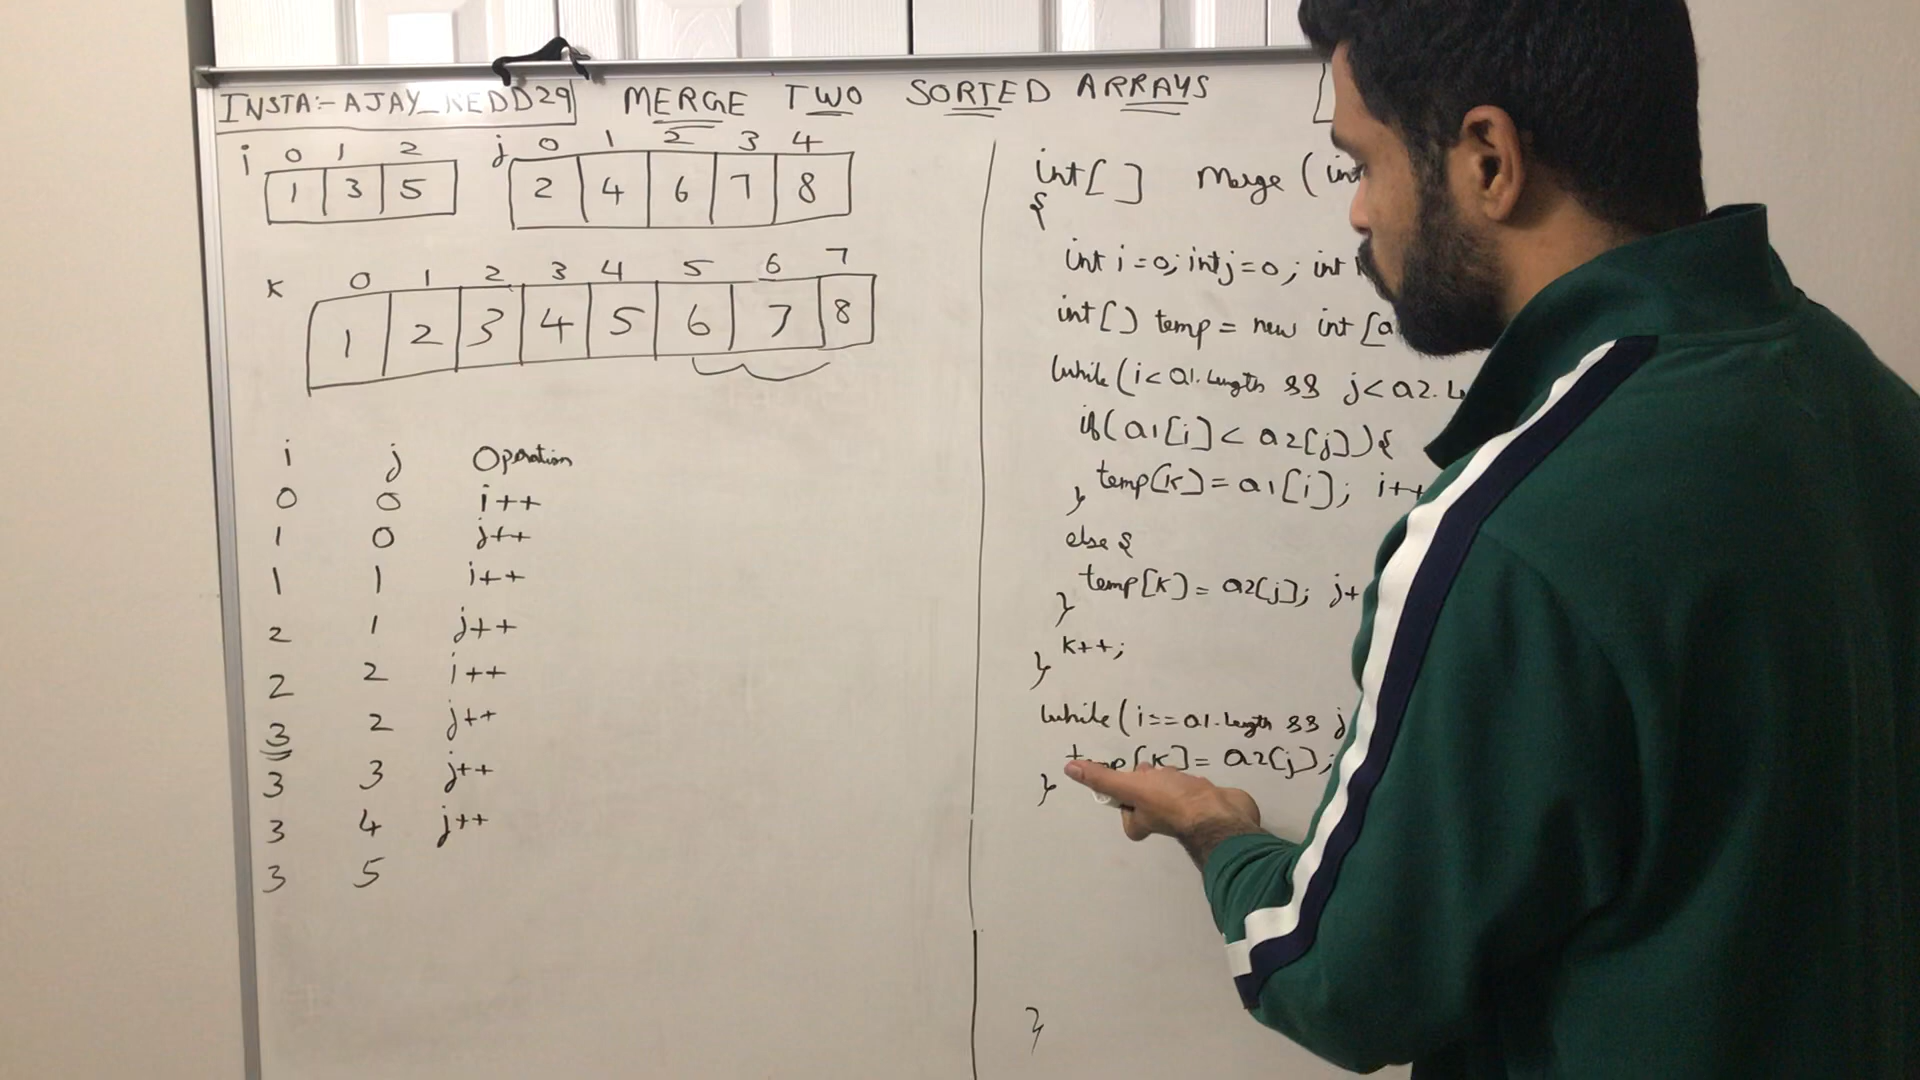 INSTA:- AJAY_NEDD29
MERGE TWO SORTED ARRAYS
i 0 1 2
1 3 5
j 0 1 2 3 4
2 4 6 7 8
K 0 1 2 3 4 5 6 7
1 2 3 4 5 6 7 8
i j Operation
0 0 i++
1 0 j++
1 1 i++
2 1 j++
2 2 i++
3 2 j++
3 3 j++
3 4 j++
3 5
int[] Merge (int
{
int i=0; int j=0; int
int[] temp = new int [a
while (i<a1.length && j<a2.
if(a1[i] < a2[j]){
temp[k] = a1[i]; i++
}
else {
temp[k] = a2[j]; j+
}
k++;
}
while (i==a1.length && j
temp[k] = a2[j];
}
}